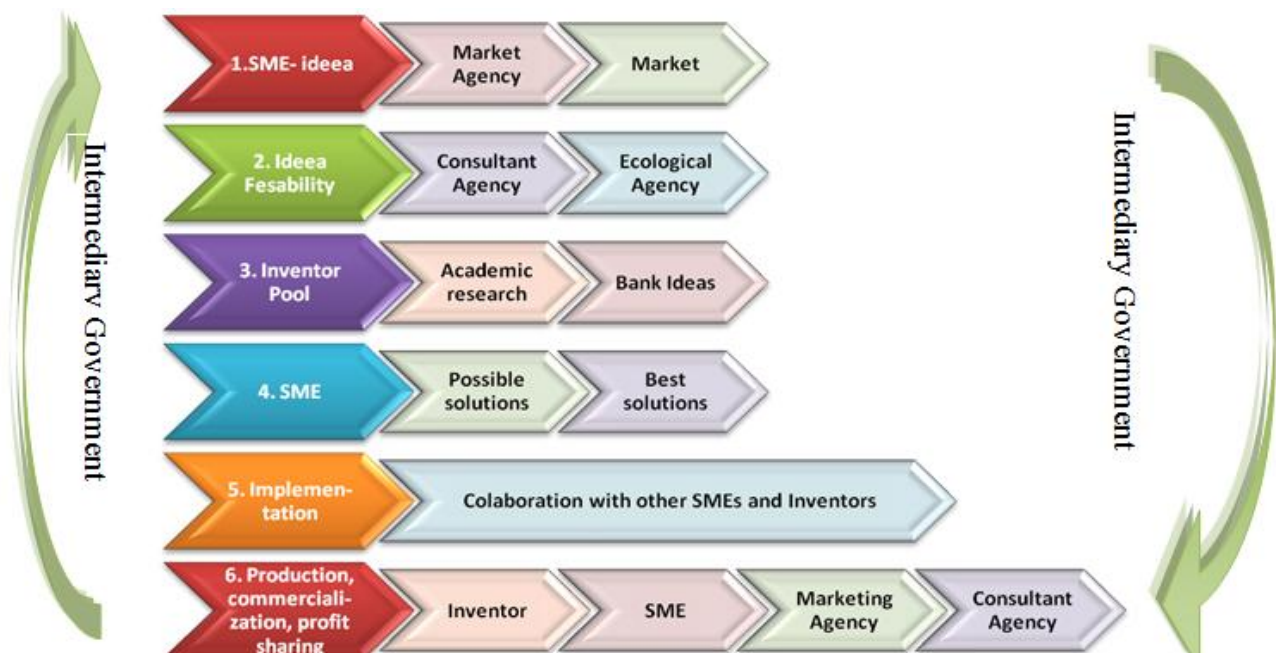 1.SME- ideea
Market
Agency
Market
2. Ideea
Fesability
Consultant
Agency
Ecological
Agency
3. Inventor
Pool
Academic
research
Bank Ideas
4. SME
Possible
solutions
Best
solutions
5. Implemen-
tation
Colaboration with other SMEs and Inventors
6. Production,
commerciali-
zation, profit
sharing
Inventor
SME
Marketing
Agency
Consultant
Agency
Intermediary Government
Intermediary Government